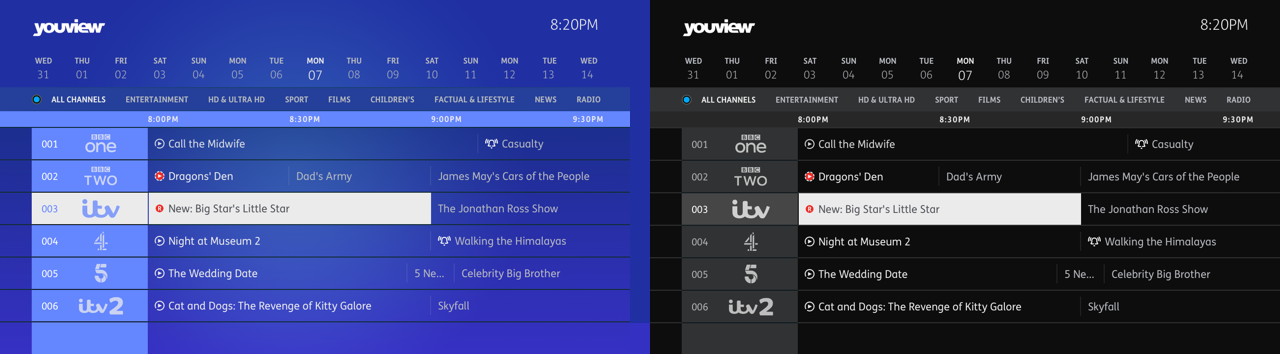 youview 8:20PM
WED THU FRI SAT SUN MON TUE MON THU FRI SAT SUN MON TUE WED
31 01 02 03 04 05 06 07 08 09 10 11 12 13 14
ALL CHANNELS ENTERTAINMENT HD & ULTRA HD SPORT FILMS CHILDREN'S FACTUAL & LIFESTYLE NEWS RADIO
8:00PM 8:30PM 9:00PM 9:30PM
001 BBC one Call the Midwife Casualty
002 BBC TWO Dragons' Den Dad's Army James May's Cars of the People
003 itv R New: Big Star's Little Star The Jonathan Ross Show
004 4 Night at Museum 2 Walking the Himalayas
005 5 The Wedding Date 5 Ne... Celebrity Big Brother
006 itv2 Cat and Dogs: The Revenge of Kitty Galore Skyfall
youview 8:20PM
WED THU FRI SAT SUN MON TUE MON THU FRI SAT SUN MON TUE WED
31 01 02 03 04 05 06 07 08 09 10 11 12 13 14
ALL CHANNELS ENTERTAINMENT HD & ULTRA HD SPORT FILMS CHILDREN'S FACTUAL & LIFESTYLE NEWS RADIO
8:00PM 8:30PM 9:00PM 9:30PM
001 BBC one Call the Midwife Casualty
002 BBC TWO Dragons' Den Dad's Army James May's Cars of the People
003 itv R New: Big Star's Little Star The Jonathan Ross Show
004 4 Night at Museum 2 Walking the Himalayas
005 5 The Wedding Date 5 Ne... Celebrity Big Brother
006 itv2 Cat and Dogs: The Revenge of Kitty Galore Skyfall